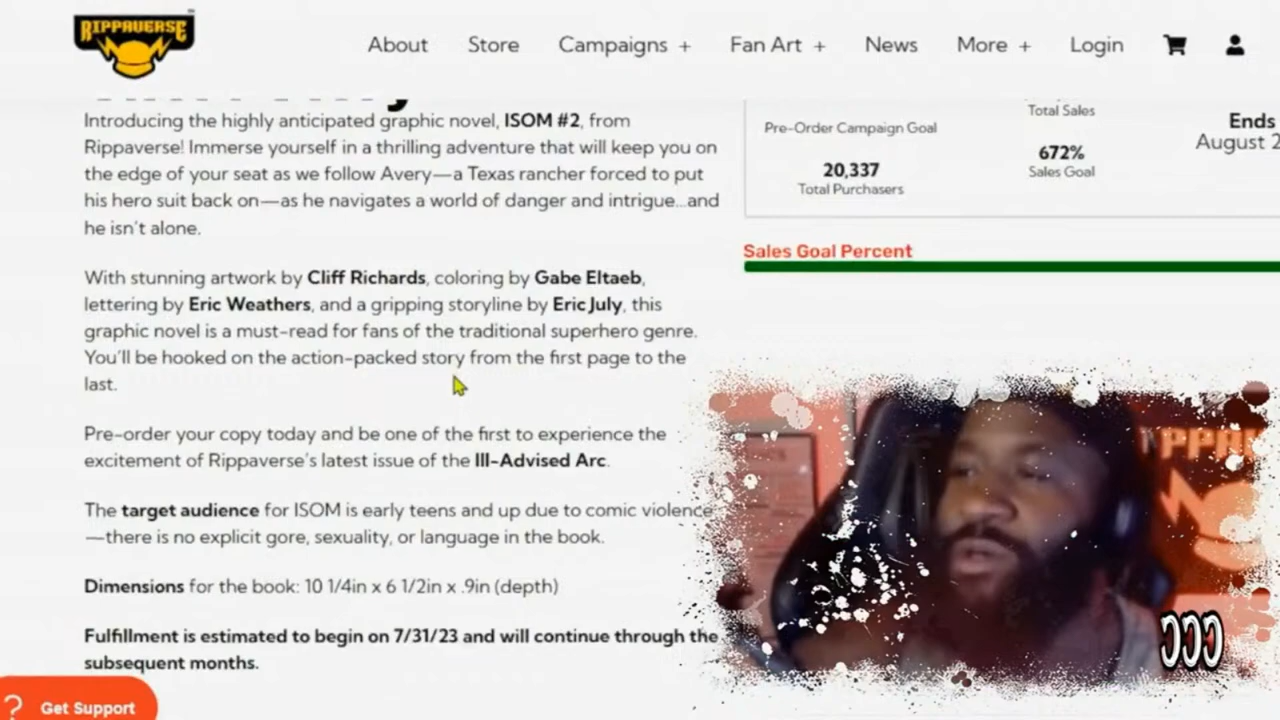 RIPPAVERSE
About Store Campaigns + Fan Art + News More + Login
Introducing the highly anticipated graphic novel, ISOM #2, from
Rippaverse! Immerse yourself in a thrilling adventure that will keep you on
the edge of your seat as we follow Avery—a Texas rancher forced to put
his hero suit back on—as he navigates a world of danger and intrigue...and
he isn't alone.
With stunning artwork by Cliff Richards, coloring by Gabe Eltaeb,
lettering by Eric Weathers, and a gripping storyline by Eric July, this
graphic novel is a must-read for fans of the traditional superhero genre.
You'll be hooked on the action-packed story from the first page to the
last.
Pre-order your copy today and be one of the first to experience the
excitement of Rippaverse's latest issue of the Ill-Advised Arc.
The target audience for ISOM is early teens and up due to comic violence
—there is no explicit gore, sexuality, or language in the book.
Dimensions for the book: 10 1/4in x 6 1/2in x .9in (depth)
Fulfillment is estimated to begin on 7/31/23 and will continue through the
subsequent months.
? Get Support
Pre-Order Campaign Goal
20,337
Total Purchasers
Total Sales
672%
Sales Goal
Ends
August 2
Sales Goal Percent